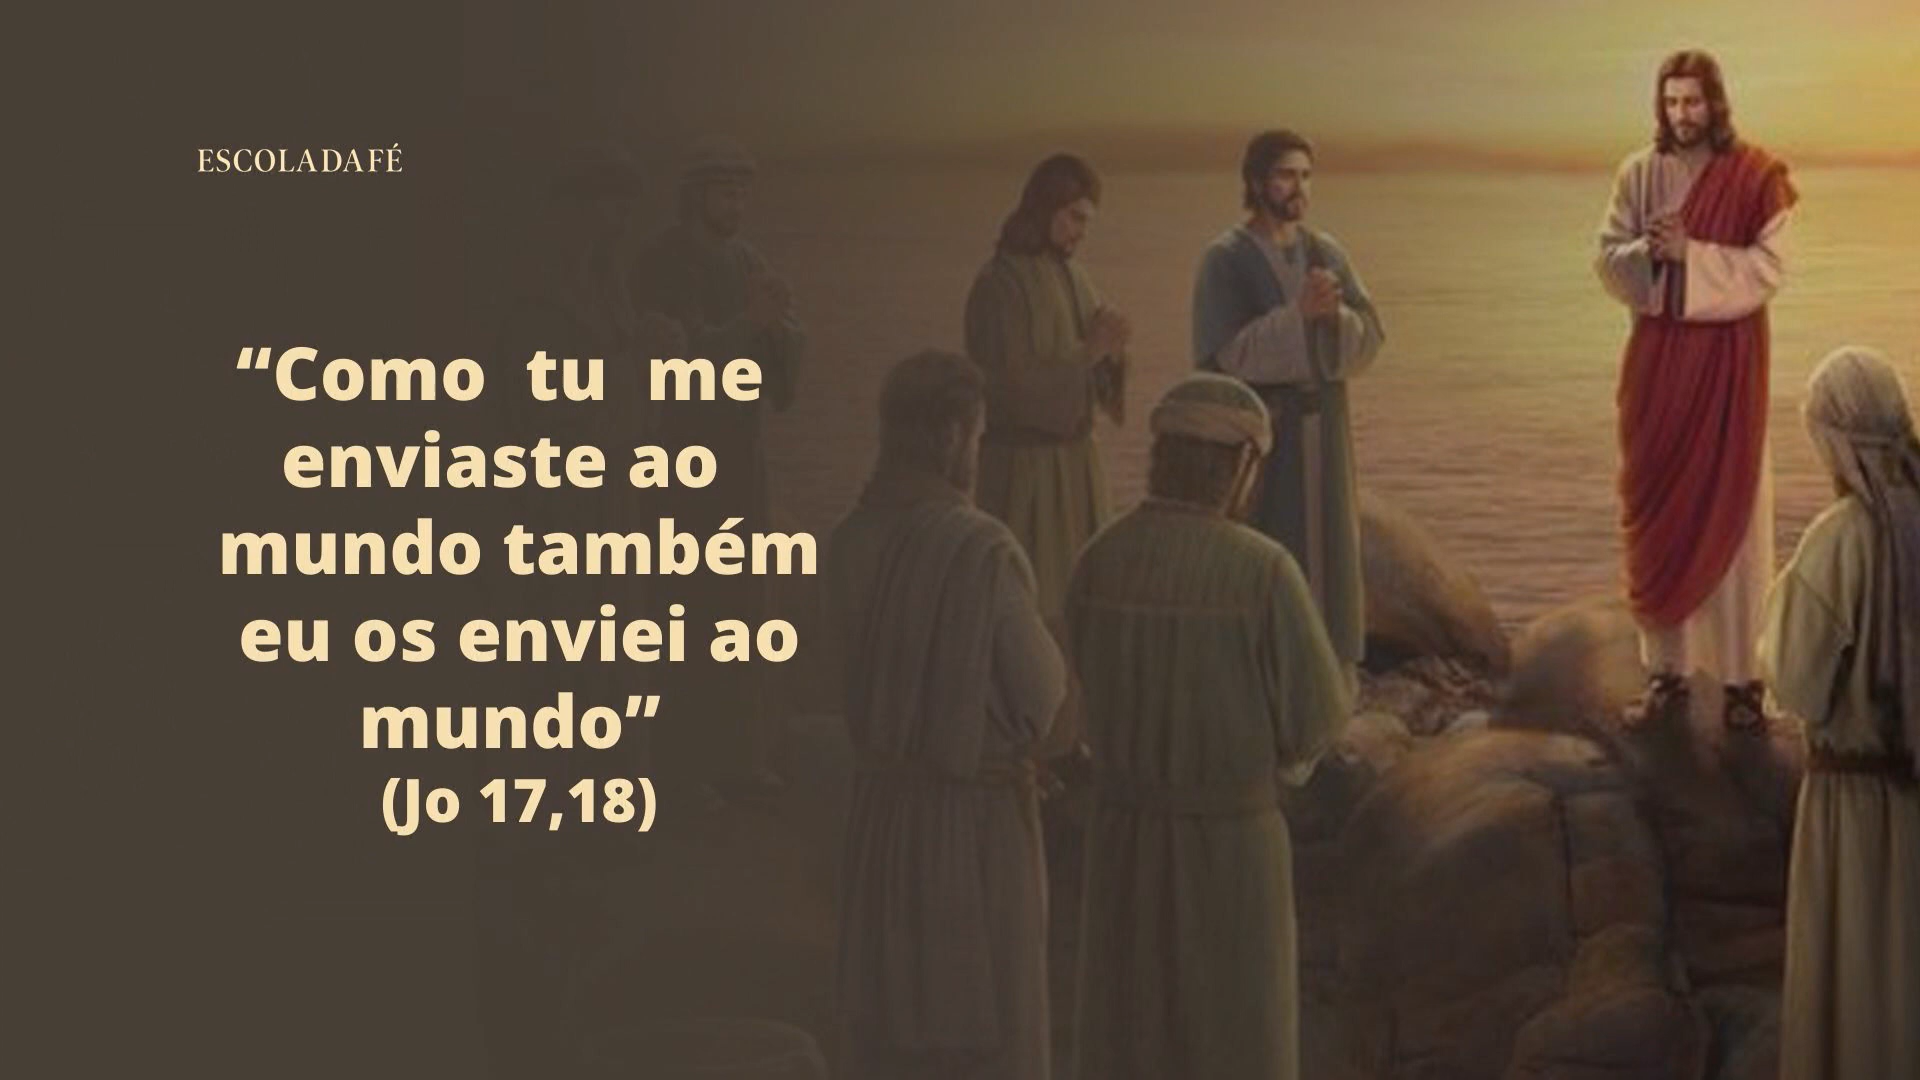 ESCOLADAFÉ
“Como tu me
enviaste ao
mundo também
eu os enviei ao
mundo”
(Jo 17,18)